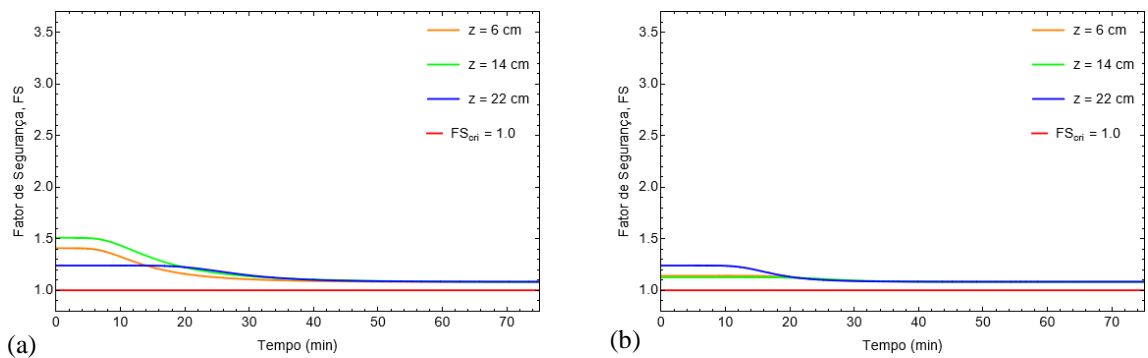 3.5
3.0
2.5
2.0
1.5
1.0
Fator de Segurança, FS
z = 6 cm
z = 14 cm
z = 22 cm
FScri = 1.0
0 10 20 30 40 50 60 70
Tempo (min)
(a)
3.5
3.0
2.5
2.0
1.5
1.0
Fator de Segurança, FS
z = 6 cm
z = 14 cm
z = 22 cm
FScri = 1.0
0 10 20 30 40 50 60 70
Tempo (min)
(b)